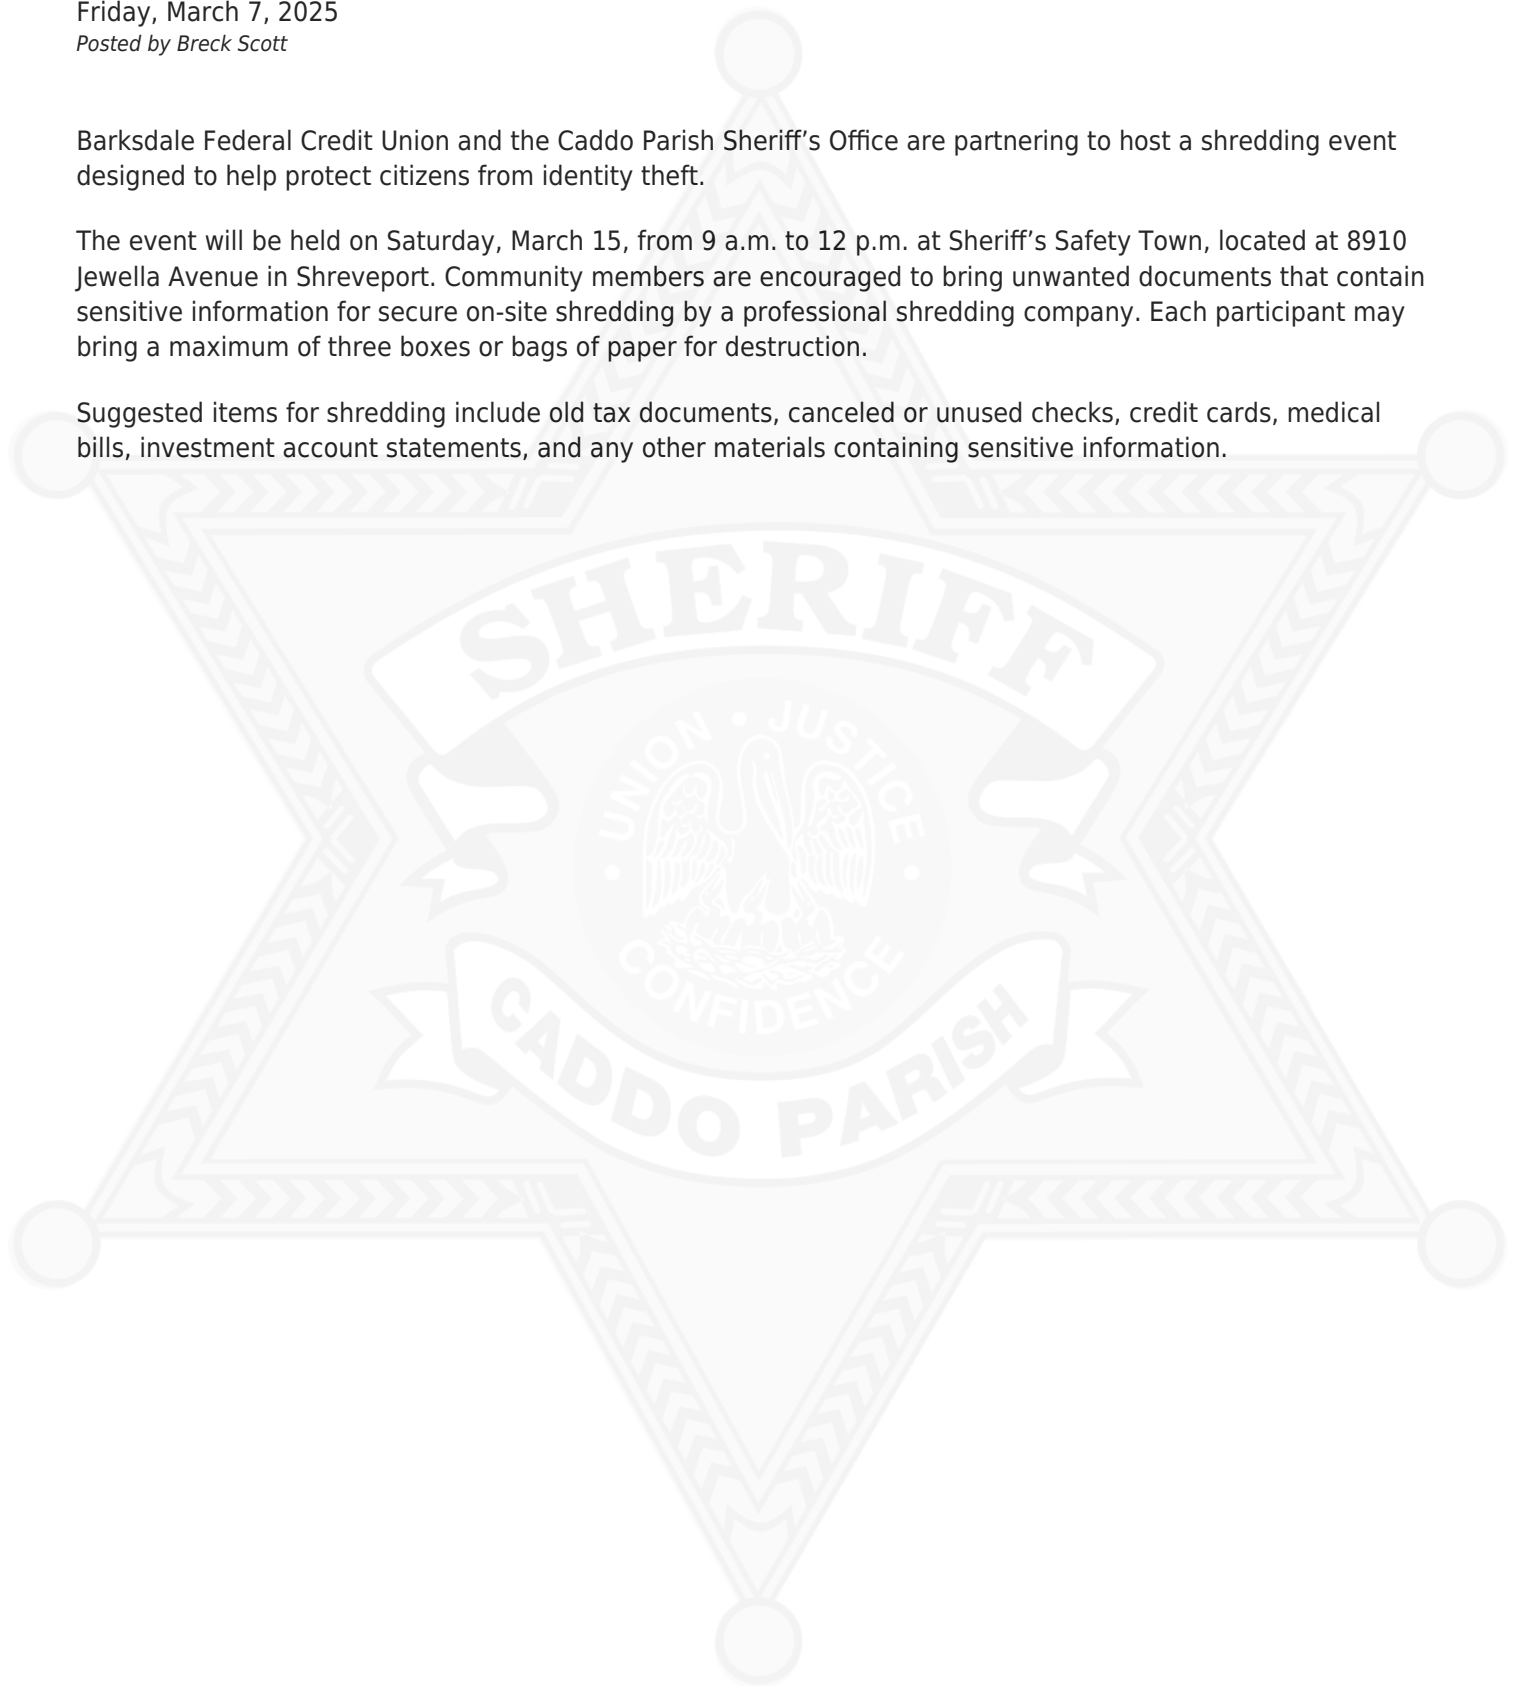 Friday, March 7, 2025
Posted by Breck Scott
Barksdale Federal Credit Union and the Caddo Parish Sheriff’s Office are partnering to host a shredding event
designed to help protect citizens from identity theft.
The event will be held on Saturday, March 15, from 9 a.m. to 12 p.m. at Sheriff’s Safety Town, located at 8910
Jewella Avenue in Shreveport. Community members are encouraged to bring unwanted documents that contain
sensitive information for secure on-site shredding by a professional shredding company. Each participant may
bring a maximum of three boxes or bags of paper for destruction.
Suggested items for shredding include old tax documents, canceled or unused checks, credit cards, medical
bills, investment account statements, and any other materials containing sensitive information.
SHERIFF
UNION • JUSTICE
• CONFIDENCE •
CADDO PARISH